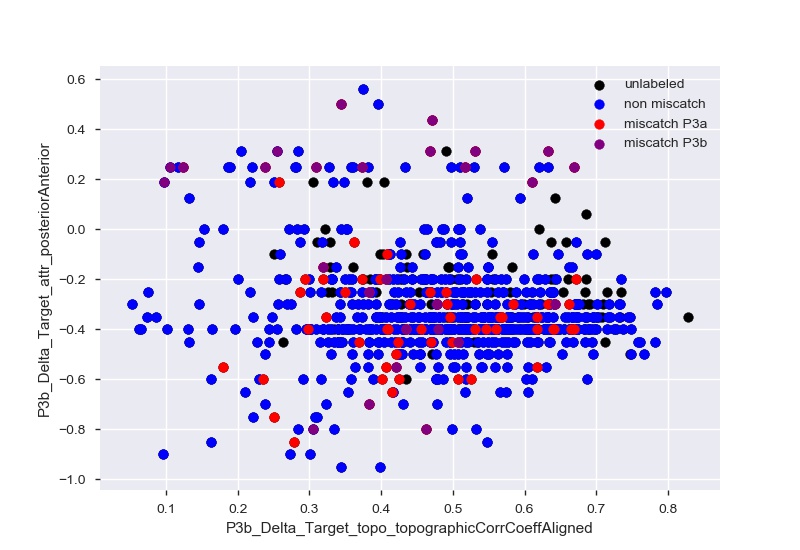 0.6
0.4
0.2
0.0
−0.2
−0.4
−0.6
−0.8
−1.0
P3b_Delta_Target_attr_posteriorAnterior
unlabeled
non miscatch
miscatch P3a
miscatch P3b
0.1 0.2 0.3 0.4 0.5 0.6 0.7 0.8
P3b_Delta_Target_topo_topographicCorrCoeffAligned